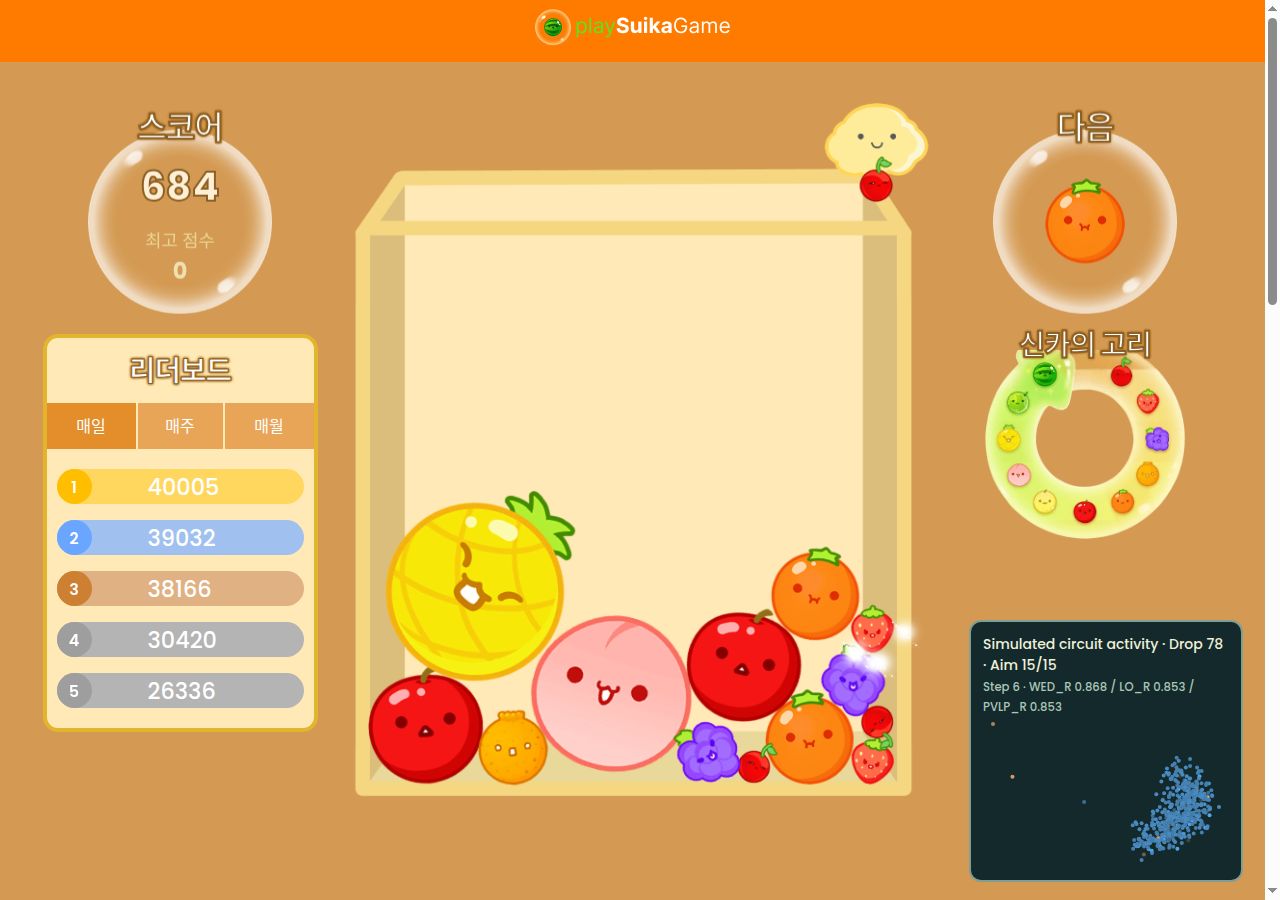 playSuikaGame
스코어
684
최고 점수
0
리더보드
매일 매주 매월
1 40005
2 39032
3 38166
4 30420
5 26336
다음
신카의 고리
Simulated circuit activity · Drop 78
· Aim 15/15
Step 6 · WED_R 0.868 / LO_R 0.853 /
PVLP_R 0.853